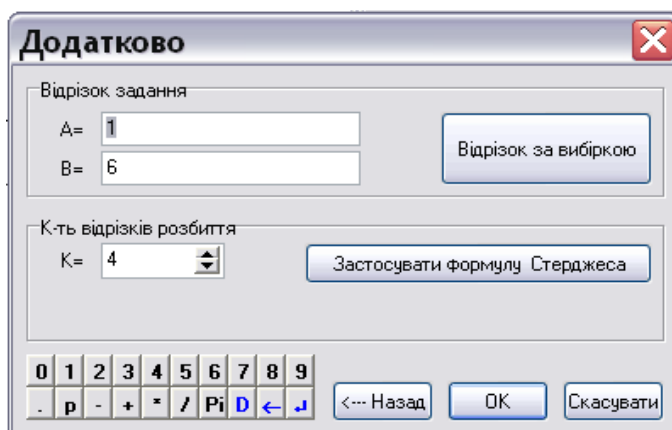 Додатково
Відрізок задання
A= 1
B= 6
Відрізок за вибіркою
К-ть відрізків розбиття
K= 4
Застосувати формулу Стерджеса
0 1 2 3 4 5 6 7 8 9
. p - + * / Pi D ← ↲
<--- Назад
OK
Скасувати